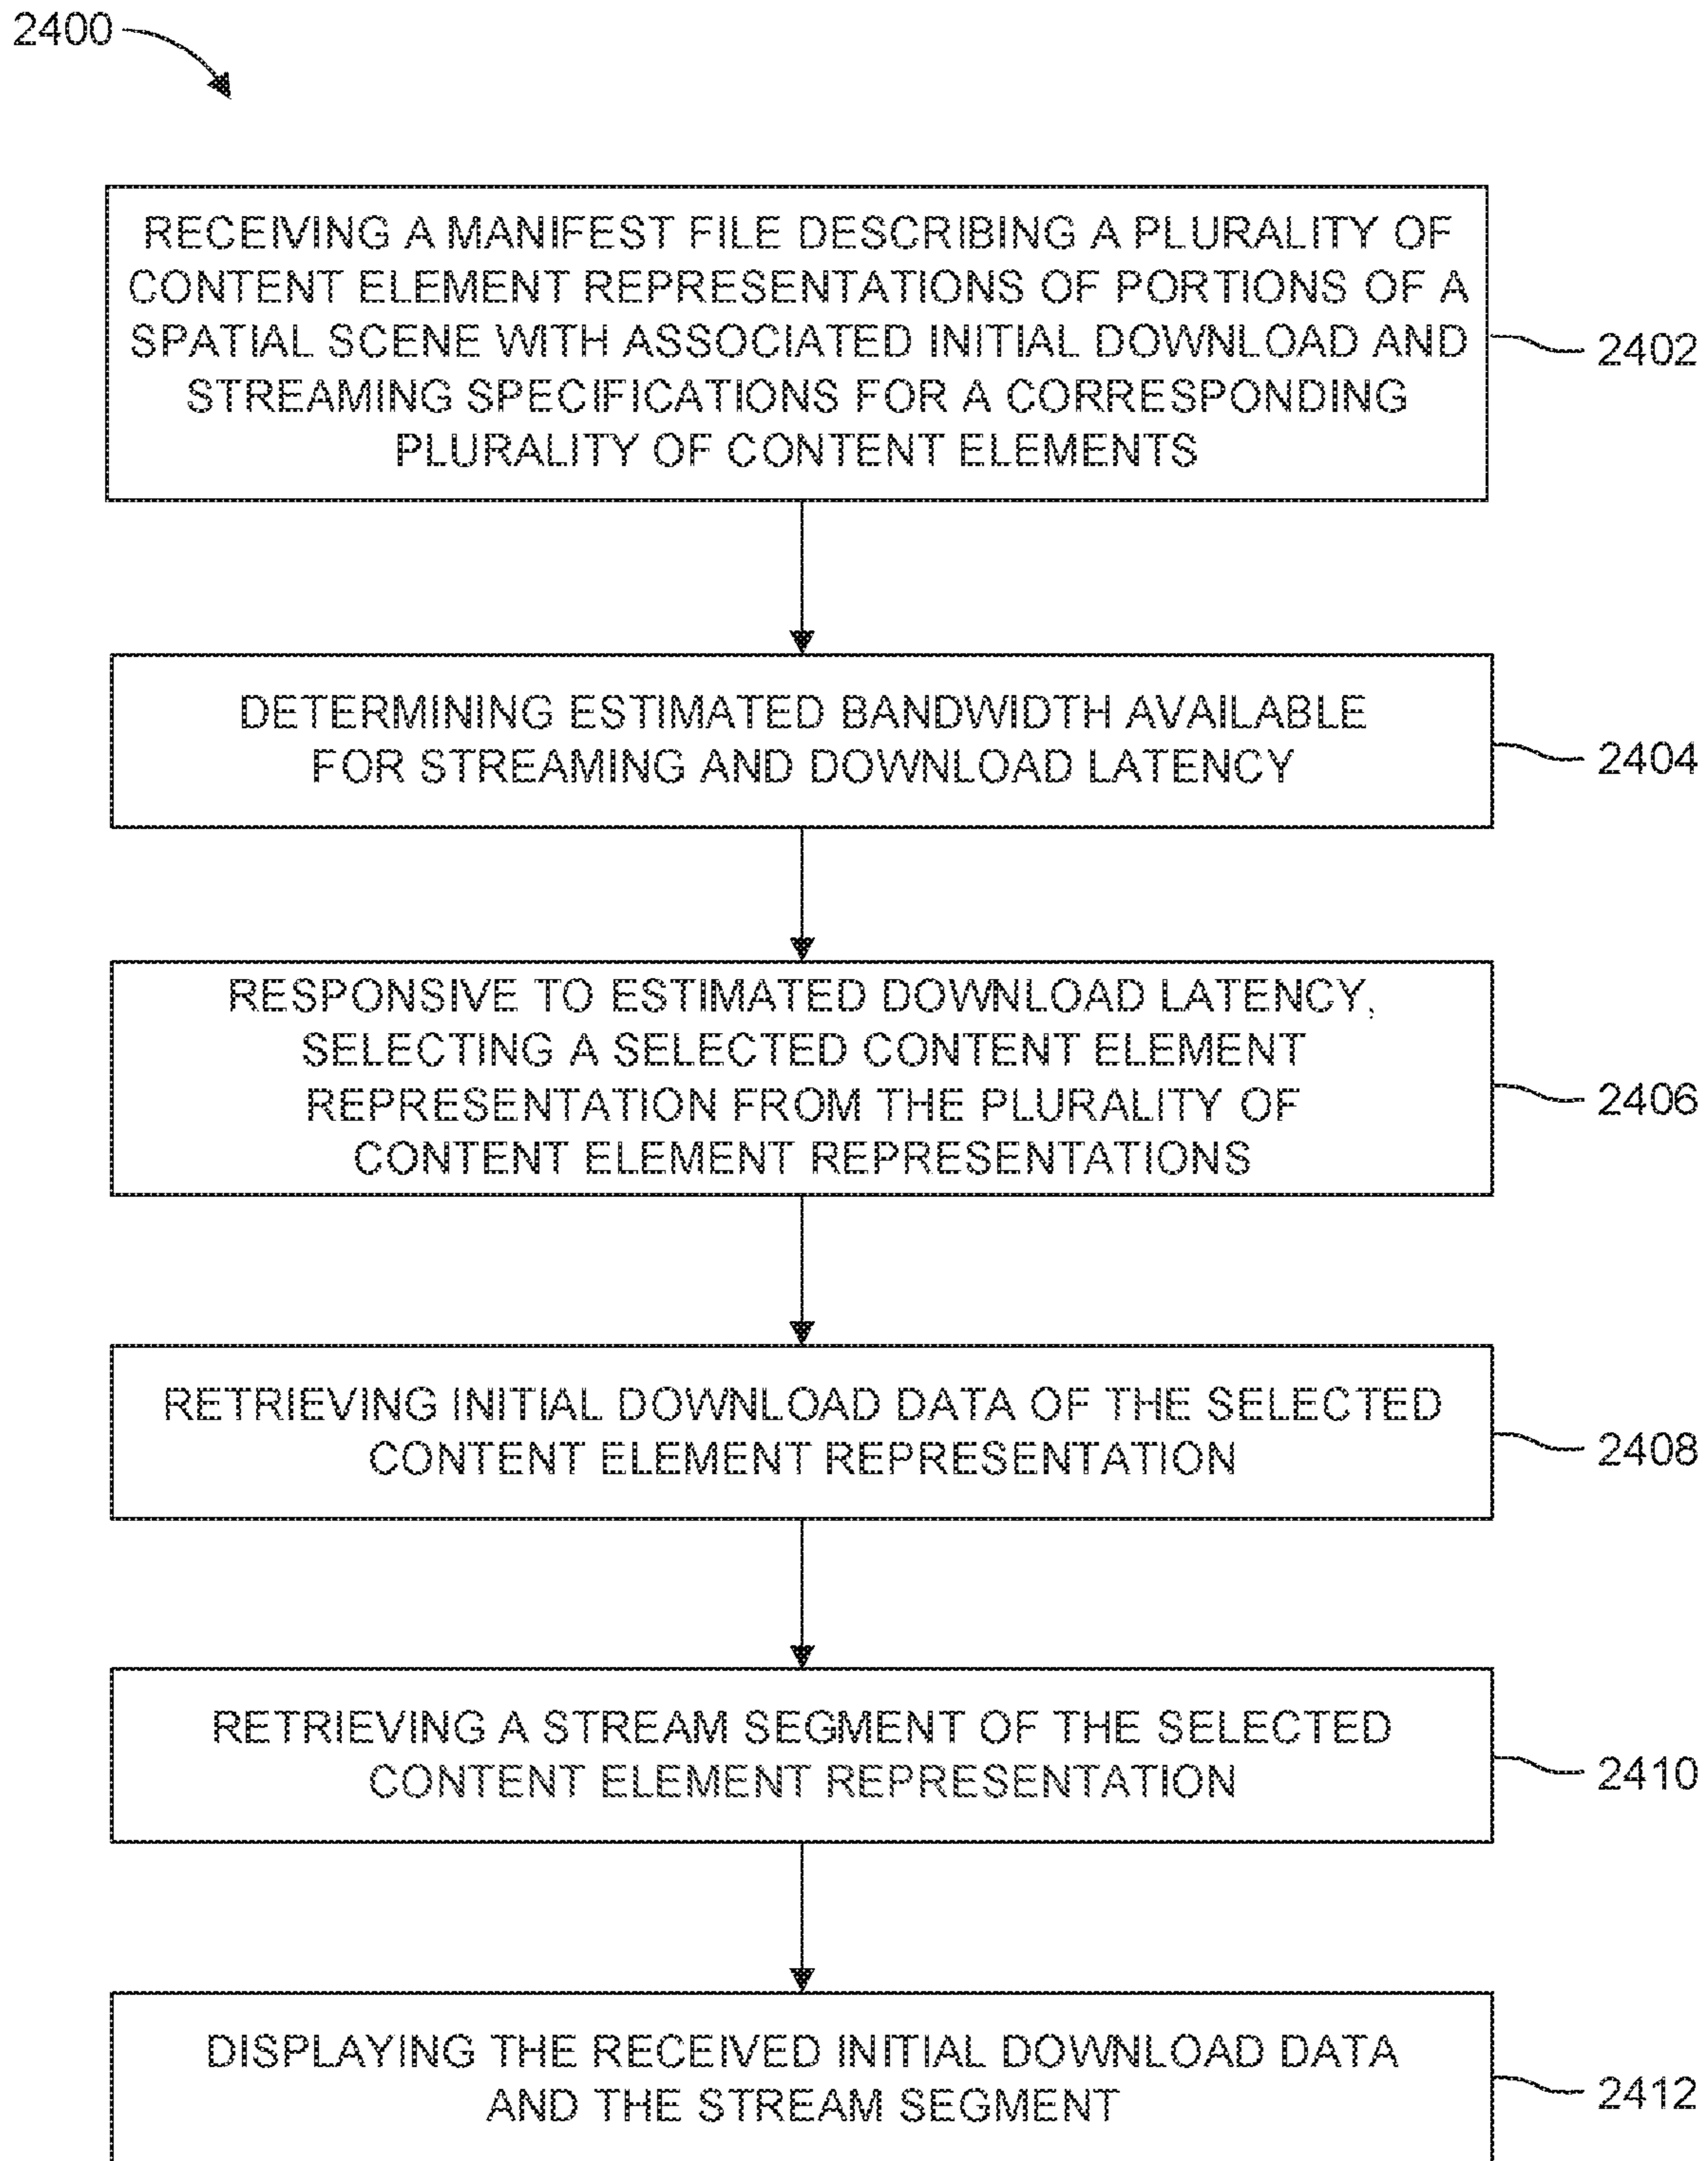 2400
RECEIVING A MANIFEST FILE DESCRIBING A PLURALITY OF
CONTENT ELEMENT REPRESENTATIONS OF PORTIONS OF A
SPATIAL SCENE WITH ASSOCIATED INITIAL DOWNLOAD AND
STREAMING SPECIFICATIONS FOR A CORRESPONDING
PLURALITY OF CONTENT ELEMENTS
2402
DETERMINING ESTIMATED BANDWIDTH AVAILABLE
FOR STREAMING AND DOWNLOAD LATENCY
2404
RESPONSIVE TO ESTIMATED DOWNLOAD LATENCY,
SELECTING A SELECTED CONTENT ELEMENT
REPRESENTATION FROM THE PLURALITY OF
CONTENT ELEMENT REPRESENTATIONS
2406
RETRIEVING INITIAL DOWNLOAD DATA OF THE SELECTED
CONTENT ELEMENT REPRESENTATION
2408
RETRIEVING A STREAM SEGMENT OF THE SELECTED
CONTENT ELEMENT REPRESENTATION
2410
DISPLAYING THE RECEIVED INITIAL DOWNLOAD DATA
AND THE STREAM SEGMENT
2412